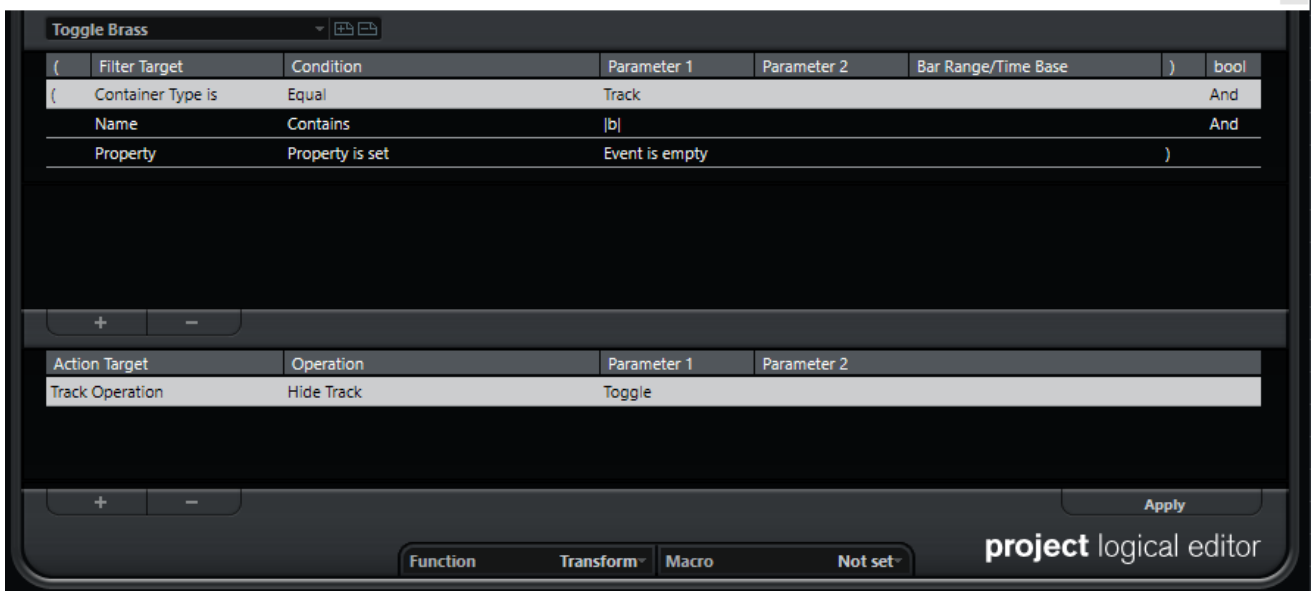 Toggle Brass
( Filter Target Condition Parameter 1 Parameter 2 Bar Range/Time Base ) bool
( Container Type is Equal Track And
Name Contains |b| And
Property Property is set Event is empty )
+ −
Action Target Operation Parameter 1 Parameter 2
Track Operation Hide Track Toggle
+ −
Apply
project logical editor
Function Transform Macro Not set